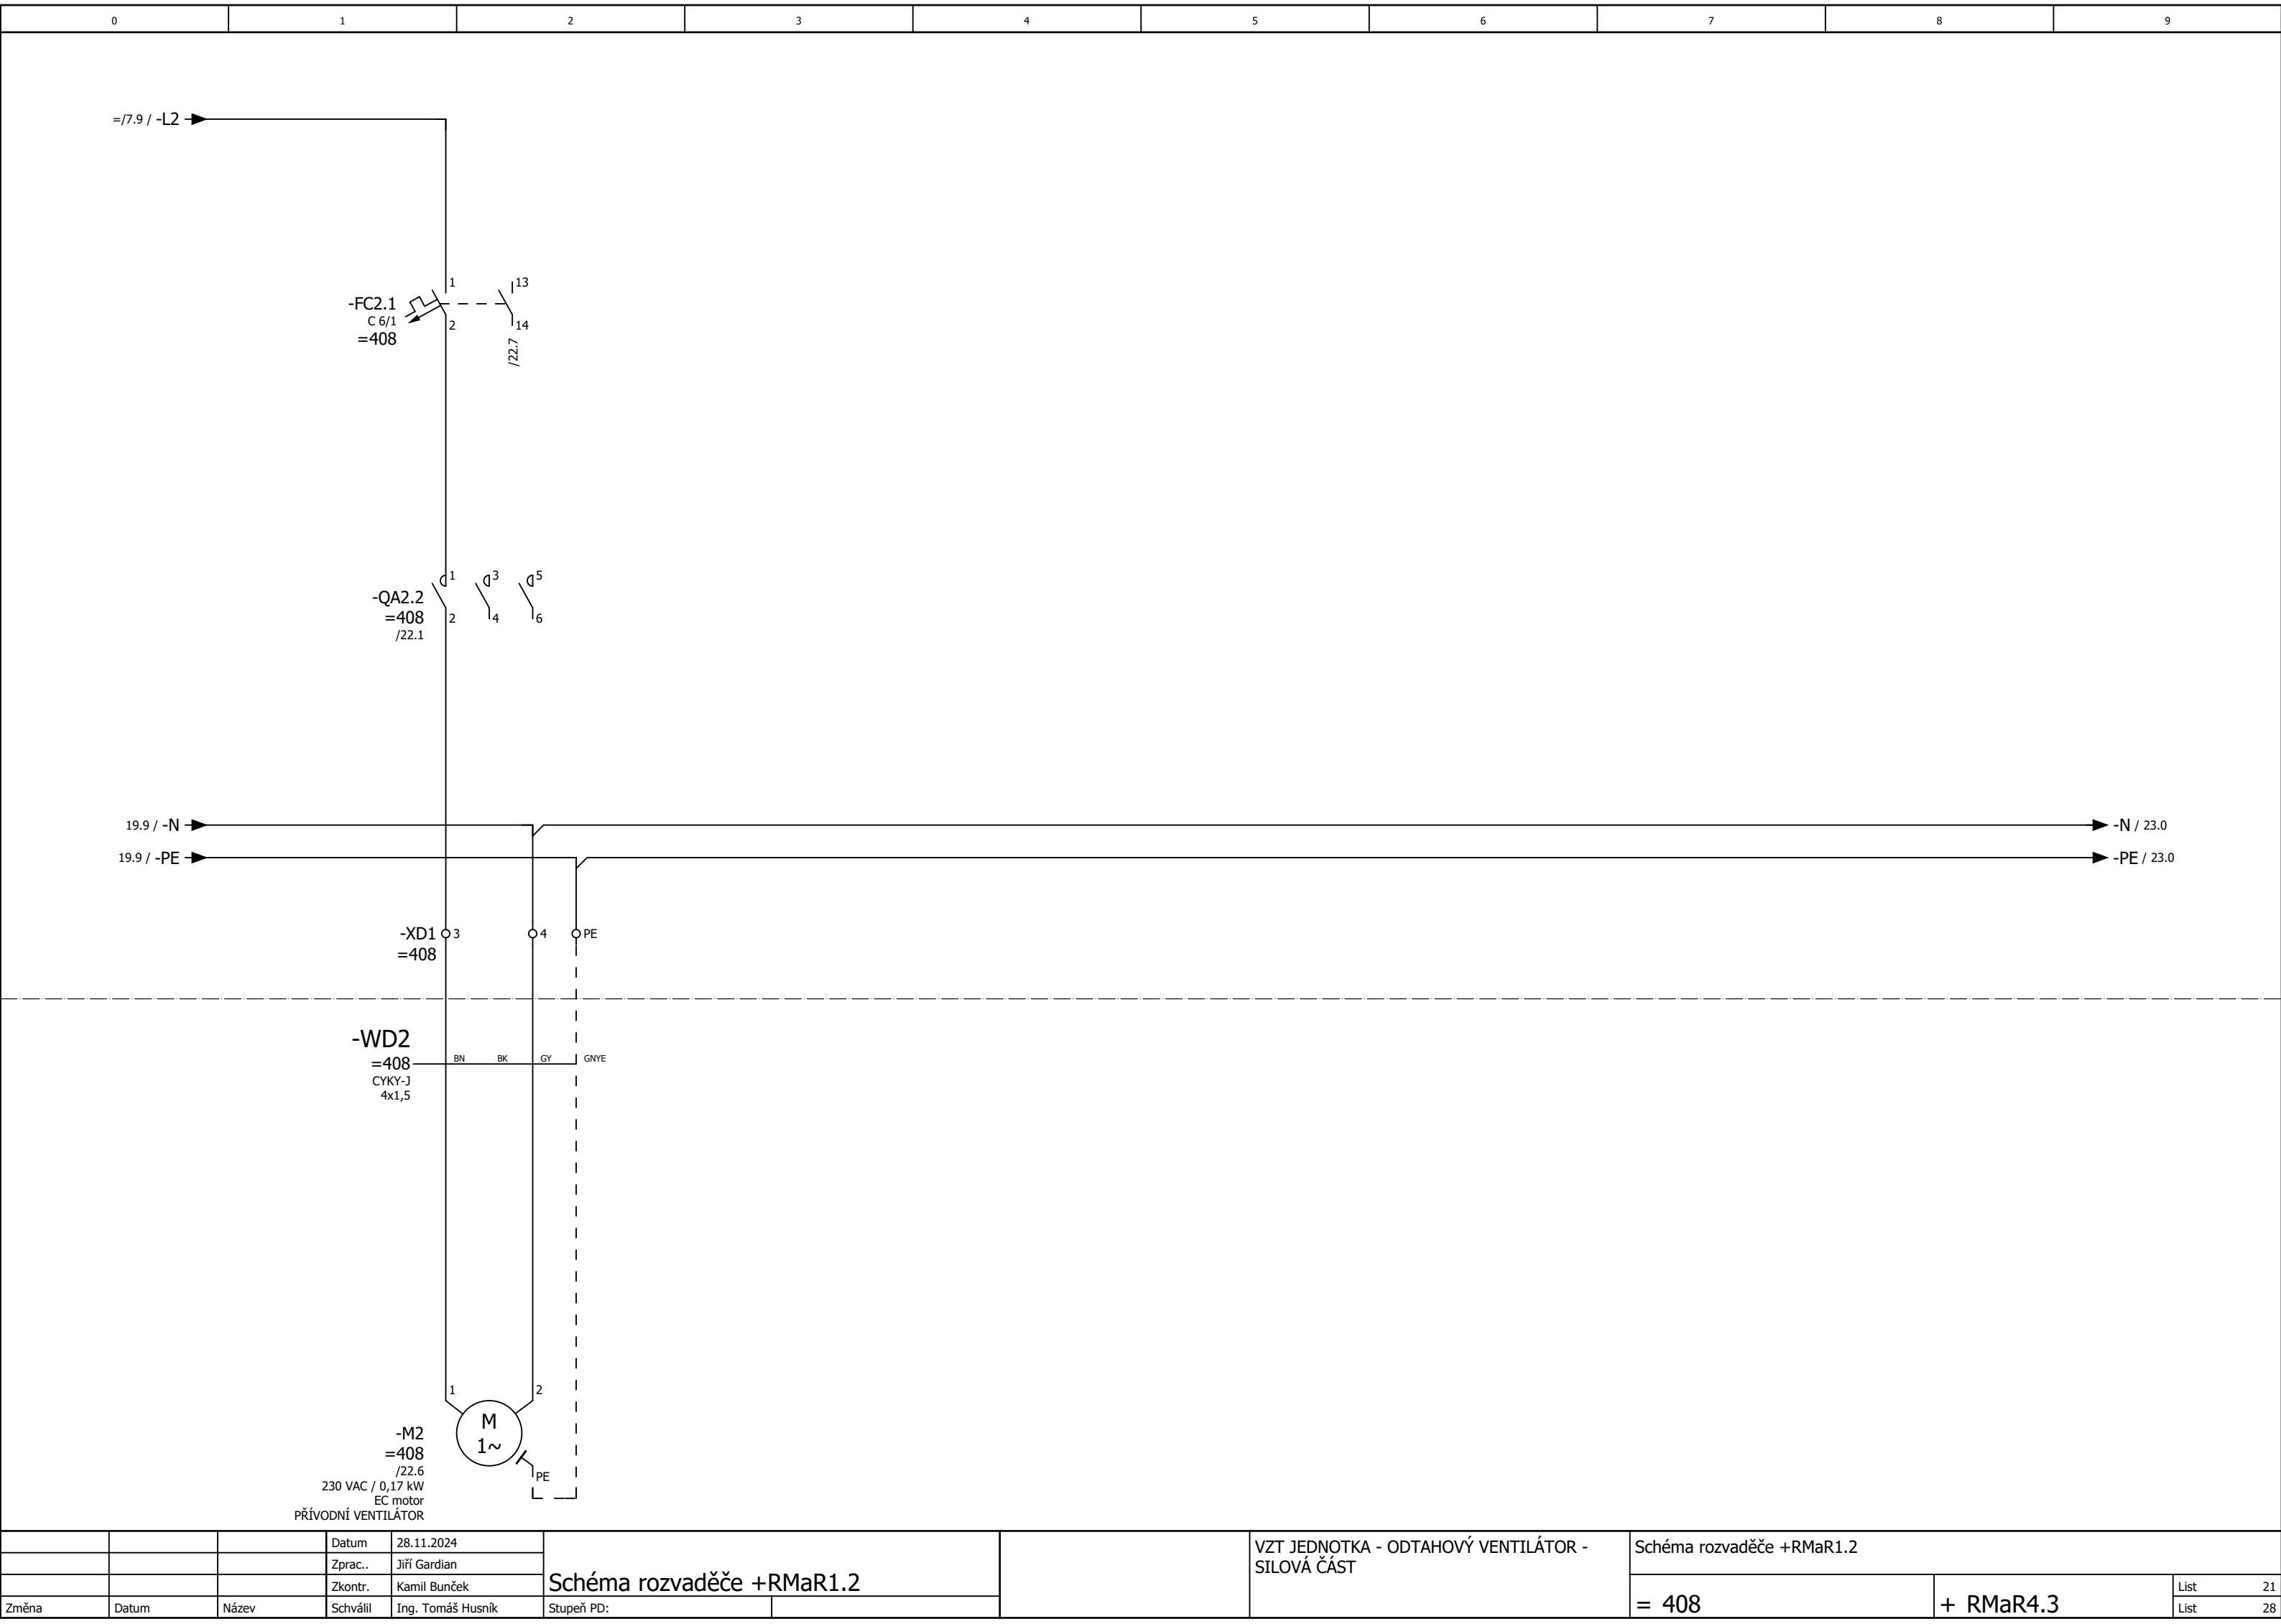 0 1 2 3 4 5 6 7 8 9
=/7.9 / -L2
1 13
-FC2.1
C 6/1
2 14
=408
/22.7
1 3 5
-QA2.2
=408 2 4 6
/22.1
19.9 / -N -N / 23.0
19.9 / -PE -PE / 23.0
-XD1 3 4 PE
=408
-WD2
=408 BN BK GY GNYE
CYKY-J
4x1,5
1 2
M
-M2
1~
=408
/22.6
PE
230 VAC / 0,17 kW
EC motor
PŘÍVODNÍ VENTILÁTOR
Datum 28.11.2024
Zprac.. Jiří Gardian
Zkontr. Kamil Bunček
Změna Datum Název Schválil Ing. Tomáš Husník
Schéma rozvaděče +RMaR1.2
Stupeň PD:
VZT JEDNOTKA - ODTAHOVÝ VENTILÁTOR -
SILOVÁ ČÁST
Schéma rozvaděče +RMaR1.2
= 408 + RMaR4.3
List 21
List 28